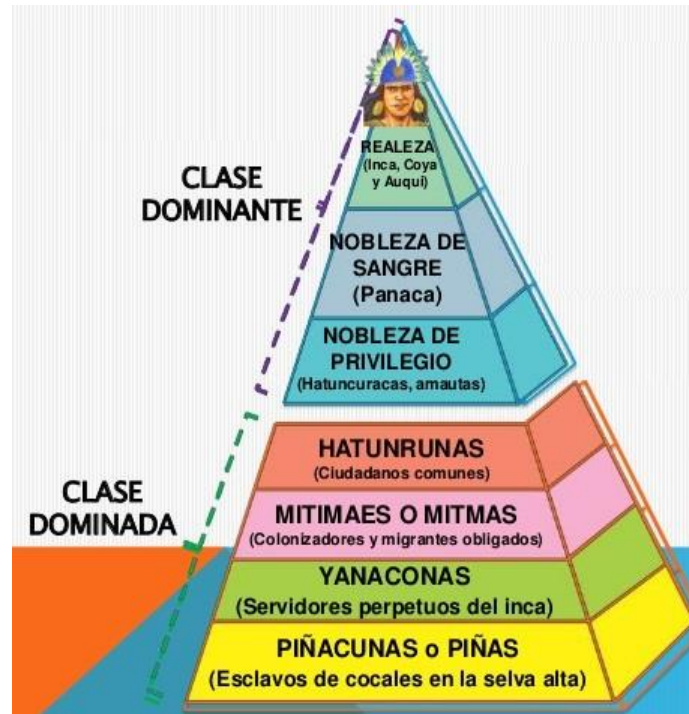 REALEZA
(Inca, Coya
y Auqui)
CLASE
DOMINANTE
NOBLEZA DE
SANGRE
(Panaca)
NOBLEZA DE
PRIVILEGIO
(Hatuncuracas, amautas)
HATUNRUNAS
(Ciudadanos comunes)
CLASE
DOMINADA
MITIMAES O MITMAS
(Colonizadores y migrantes obligados)
YANACONAS
(Servidores perpetuos del inca)
PIÑACUNAS o PIÑAS
(Esclavos de cocales en la selva alta)